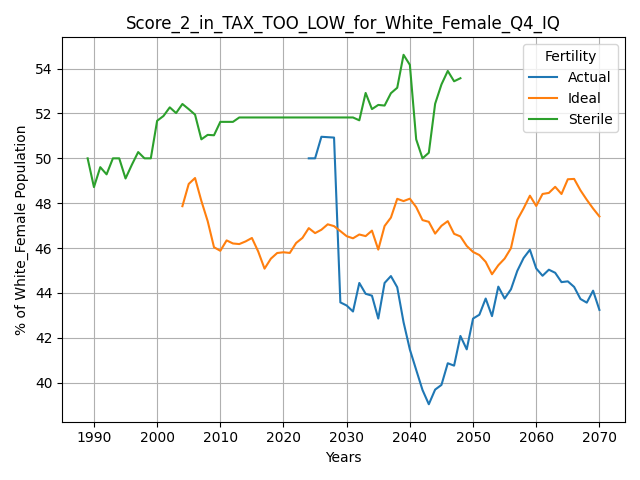 Score_2_in_TAX_TOO_LOW_for_White_Female_Q4_IQ
Fertility
Actual
Ideal
Sterile
% of White_Female Population
54
52
50
48
46
44
42
40
1990
2000
2010
2020
2030
2040
2050
2060
2070
Years